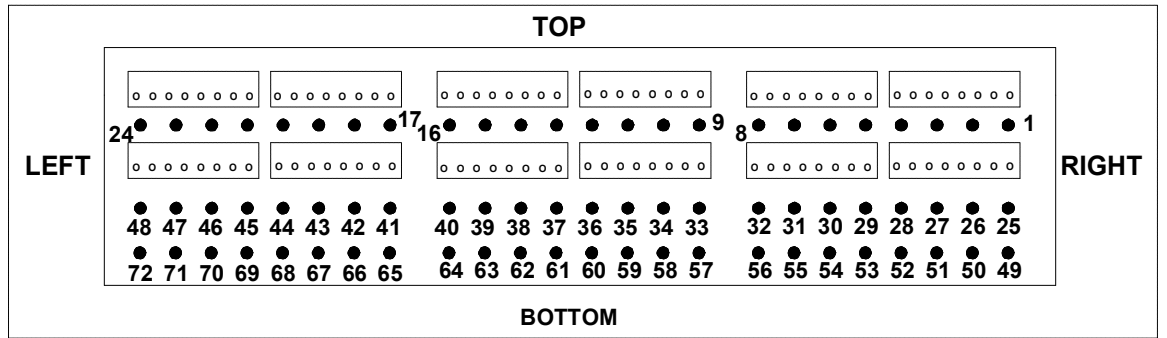 TOP
o o o o o o o o o o o o o o o o o o o o o o o o o o o o o o o o o o o o o o o o o o o o o o o o
24 17 16 9 8 1
LEFT RIGHT
o o o o o o o o o o o o o o o o o o o o o o o o o o o o o o o o o o o o o o o o o o o o o o o o
48 47 46 45 44 43 42 41 40 39 38 37 36 35 34 33 32 31 30 29 28 27 26 25
72 71 70 69 68 67 66 65 64 63 62 61 60 59 58 57 56 55 54 53 52 51 50 49
BOTTOM